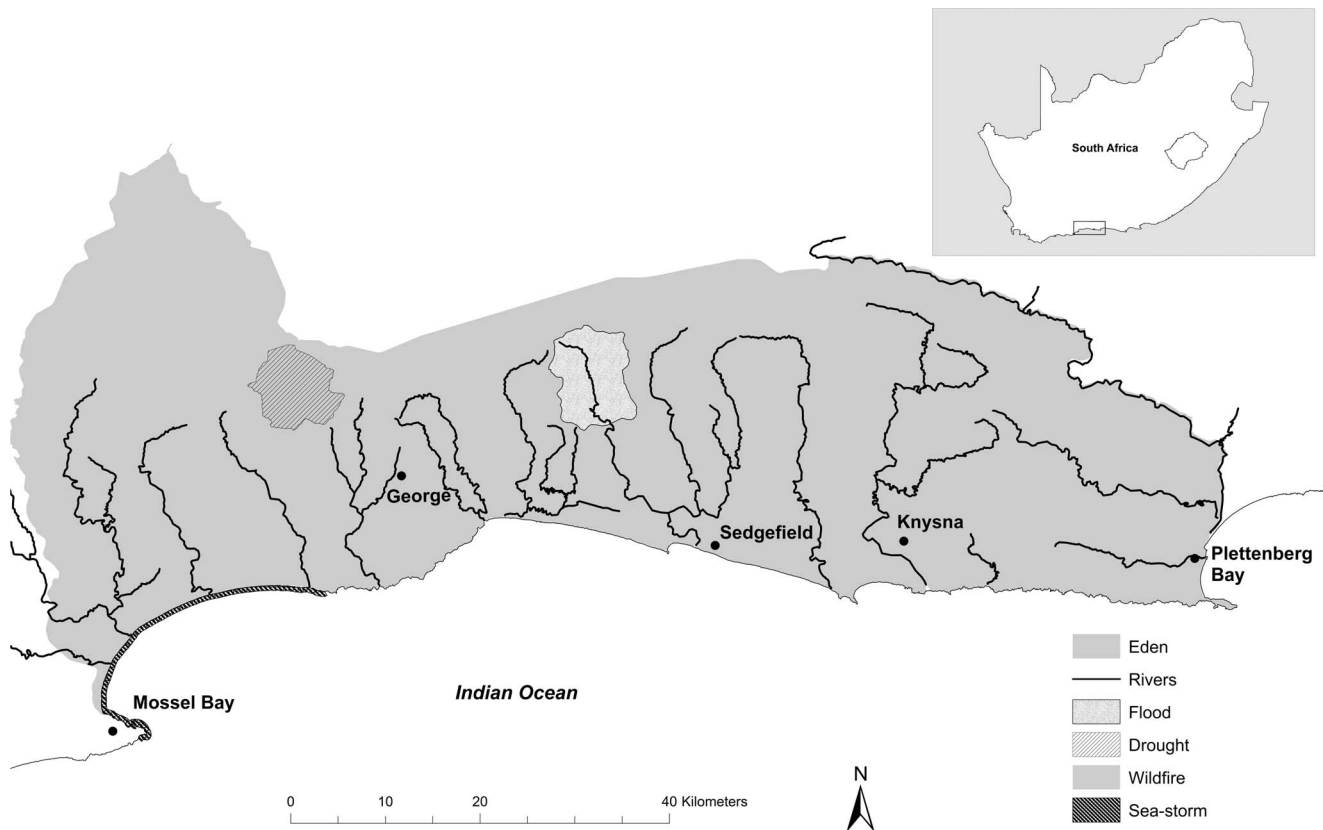 South Africa
George
Sedgefield
Knysna
Plettenberg
Bay
Mossel Bay
Indian Ocean
Eden
Rivers
Flood
Drought
Wildfire
Sea-storm
N
0 10 20 40 Kilometers